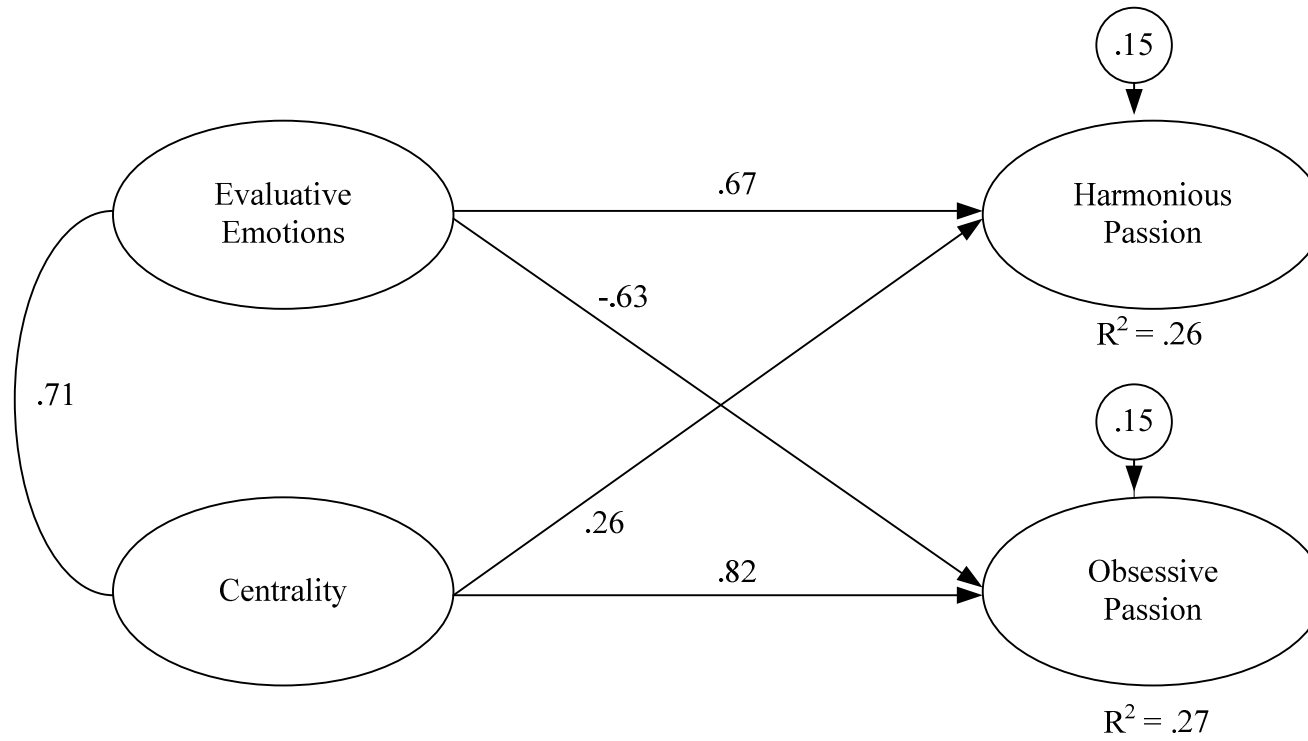 .15
Evaluative
Emotions
.67
Harmonious
Passion
-.63
R² = .26
.71
.15
.26
.82
Centrality
Obsessive
Passion
R² = .27